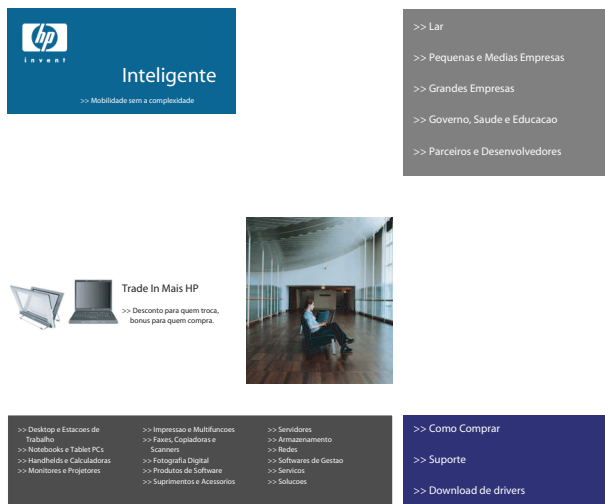 hp
invent
Inteligente
>> Mobilidade sem a complexidade
>> Lar
>> Pequenas e Medias Empresas
>> Grandes Empresas
>> Governo, Saude e Educacao
>> Parceiros e Desenvolvedores
Trade In Mais HP
>> Desconto para quem troca,
bonus para quem compra.
>> Desktop e Estacoes de
Trabalho
>> Notebooks e Tablet PCs
>> Handhelds e Calculadoras
>> Monitores e Projetores
>> Impressao e Multifuncoes
>> Faxes, Copiadoras e
Scanners
>> Fotografia Digital
>> Produtos de Software
>> Suprimentos e Acessorios
>> Servidores
>> Armazenamento
>> Redes
>> Softwares de Gestao
>> Servicos
>> Solucoes
>> Como Comprar
>> Suporte
>> Download de drivers